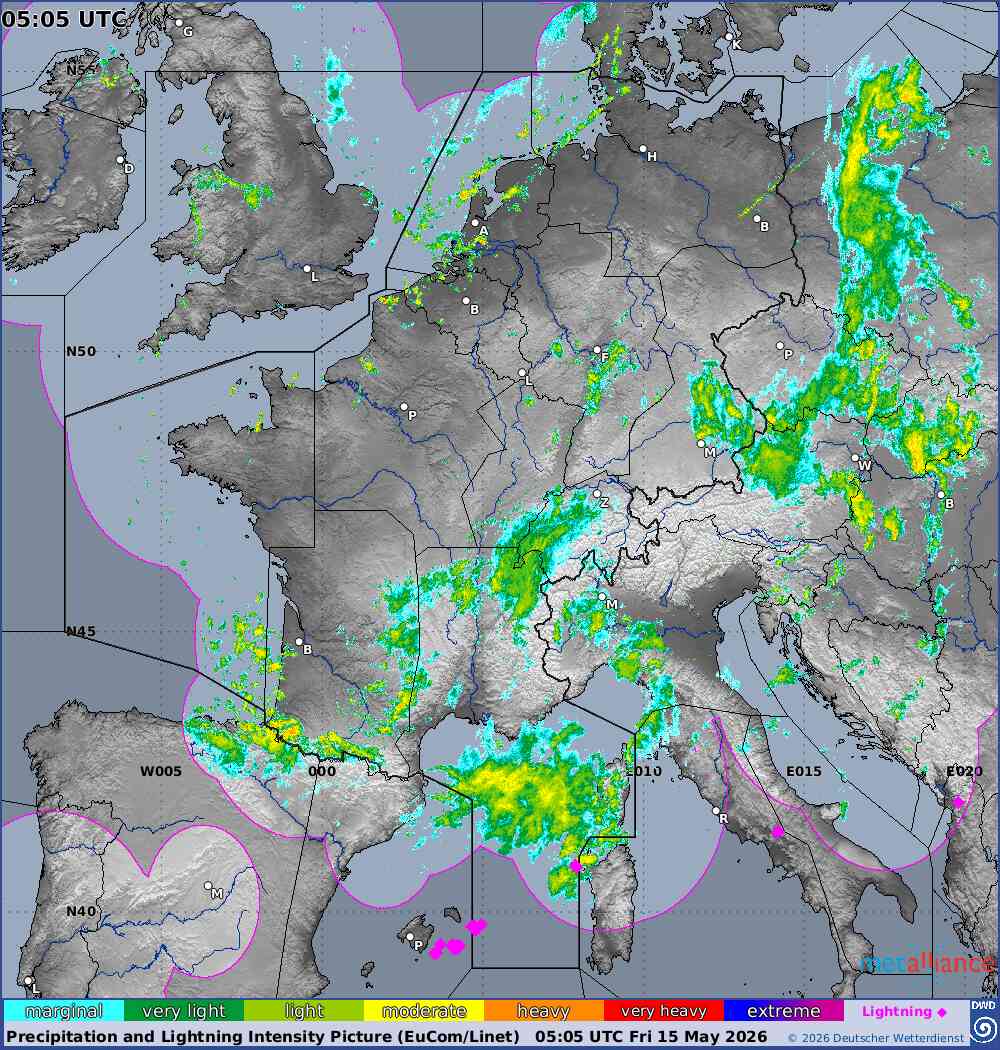 05:05 UTC
G
K
N55
D
H
A
B
L
B
N50
P
F
L
P
M
W
Z
B
M
N45
B
W005
000
E010
E015
E020
R
M
N40
P
L
metalliance
marginal very light light moderate heavy very heavy extreme Lightning
DWD
Precipitation and Lightning Intensity Picture (EuCom/Linet) 05:05 UTC Fri 15 May 2026 © 2026 Deutscher Wetterdienst